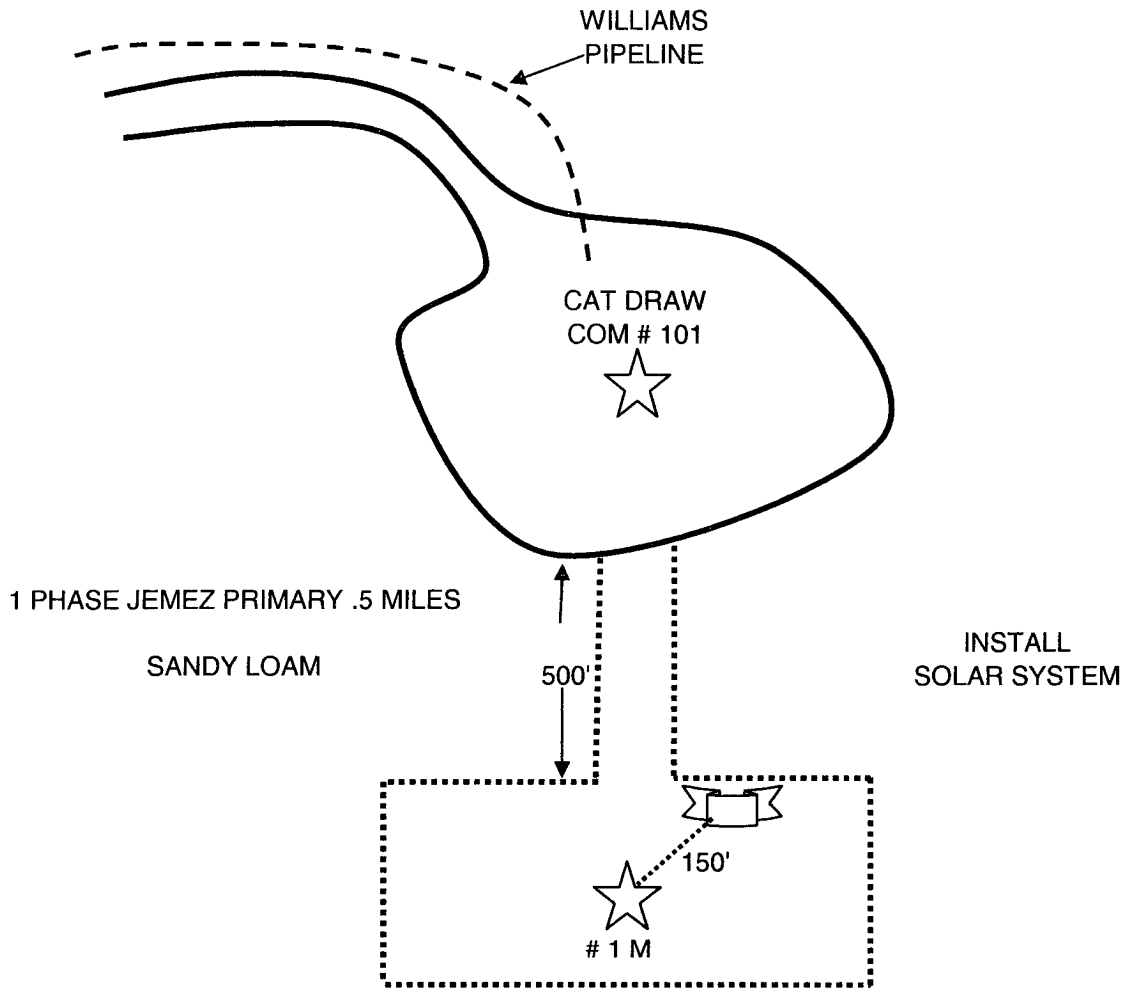 WILLIAMS
PIPELINE
CAT DRAW
COM # 101
1 PHASE JEMEZ PRIMARY .5 MILES
SANDY LOAM
500'
INSTALL
SOLAR SYSTEM
150'
# 1 M